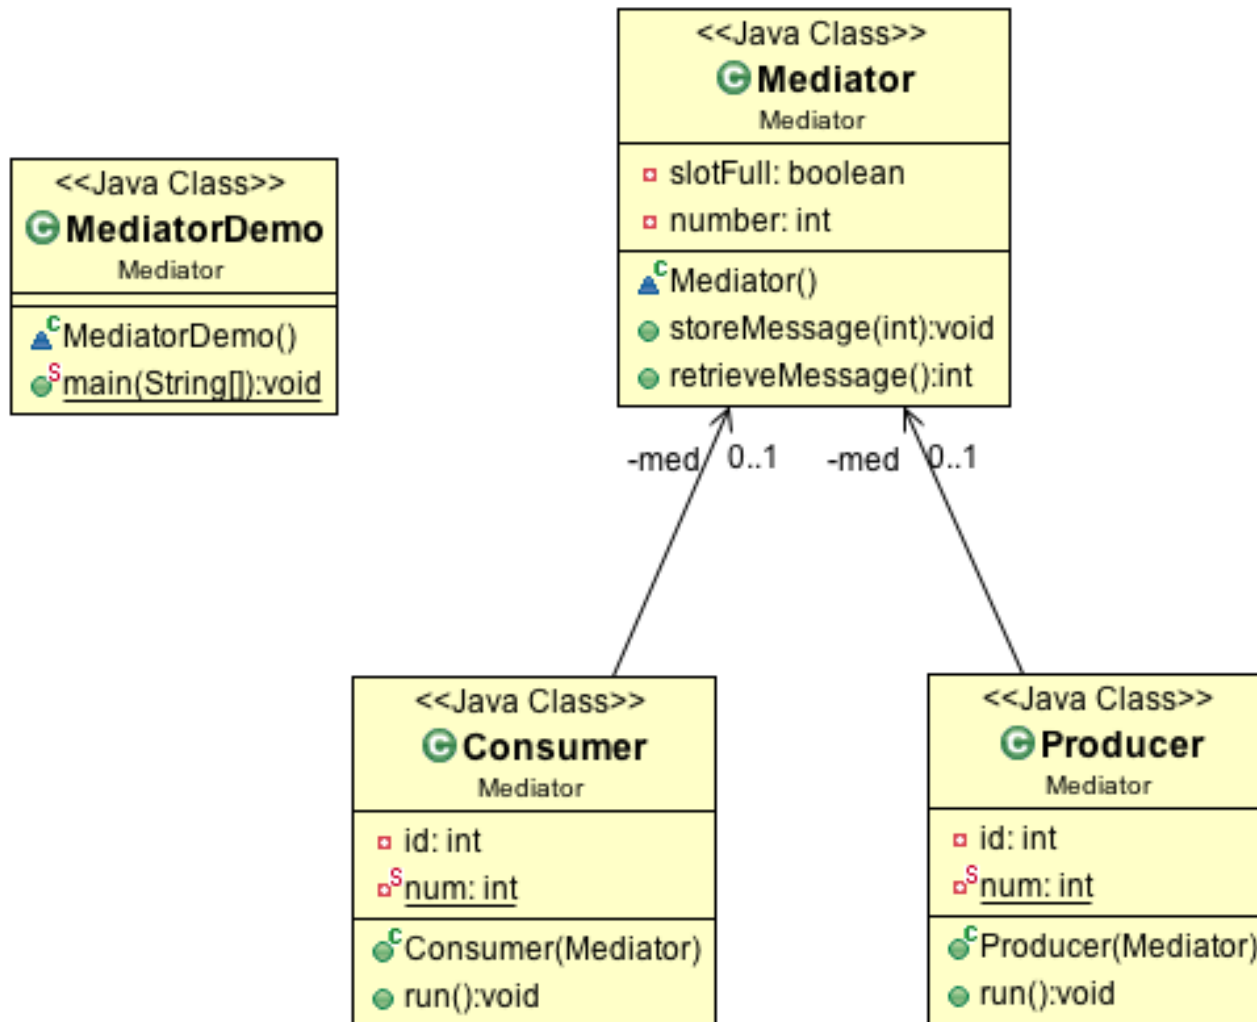 <<Java Class>>
C MediatorDemo
Mediator
C MediatorDemo()
S main(String[]):void
<<Java Class>>
C Mediator
Mediator
slotFull: boolean
number: int
C Mediator()
storeMessage(int):void
retrieveMessage():int
-med 0..1
-med 0..1
<<Java Class>>
C Consumer
Mediator
id: int
S num: int
C Consumer(Mediator)
run():void
<<Java Class>>
C Producer
Mediator
id: int
S num: int
C Producer(Mediator)
run():void